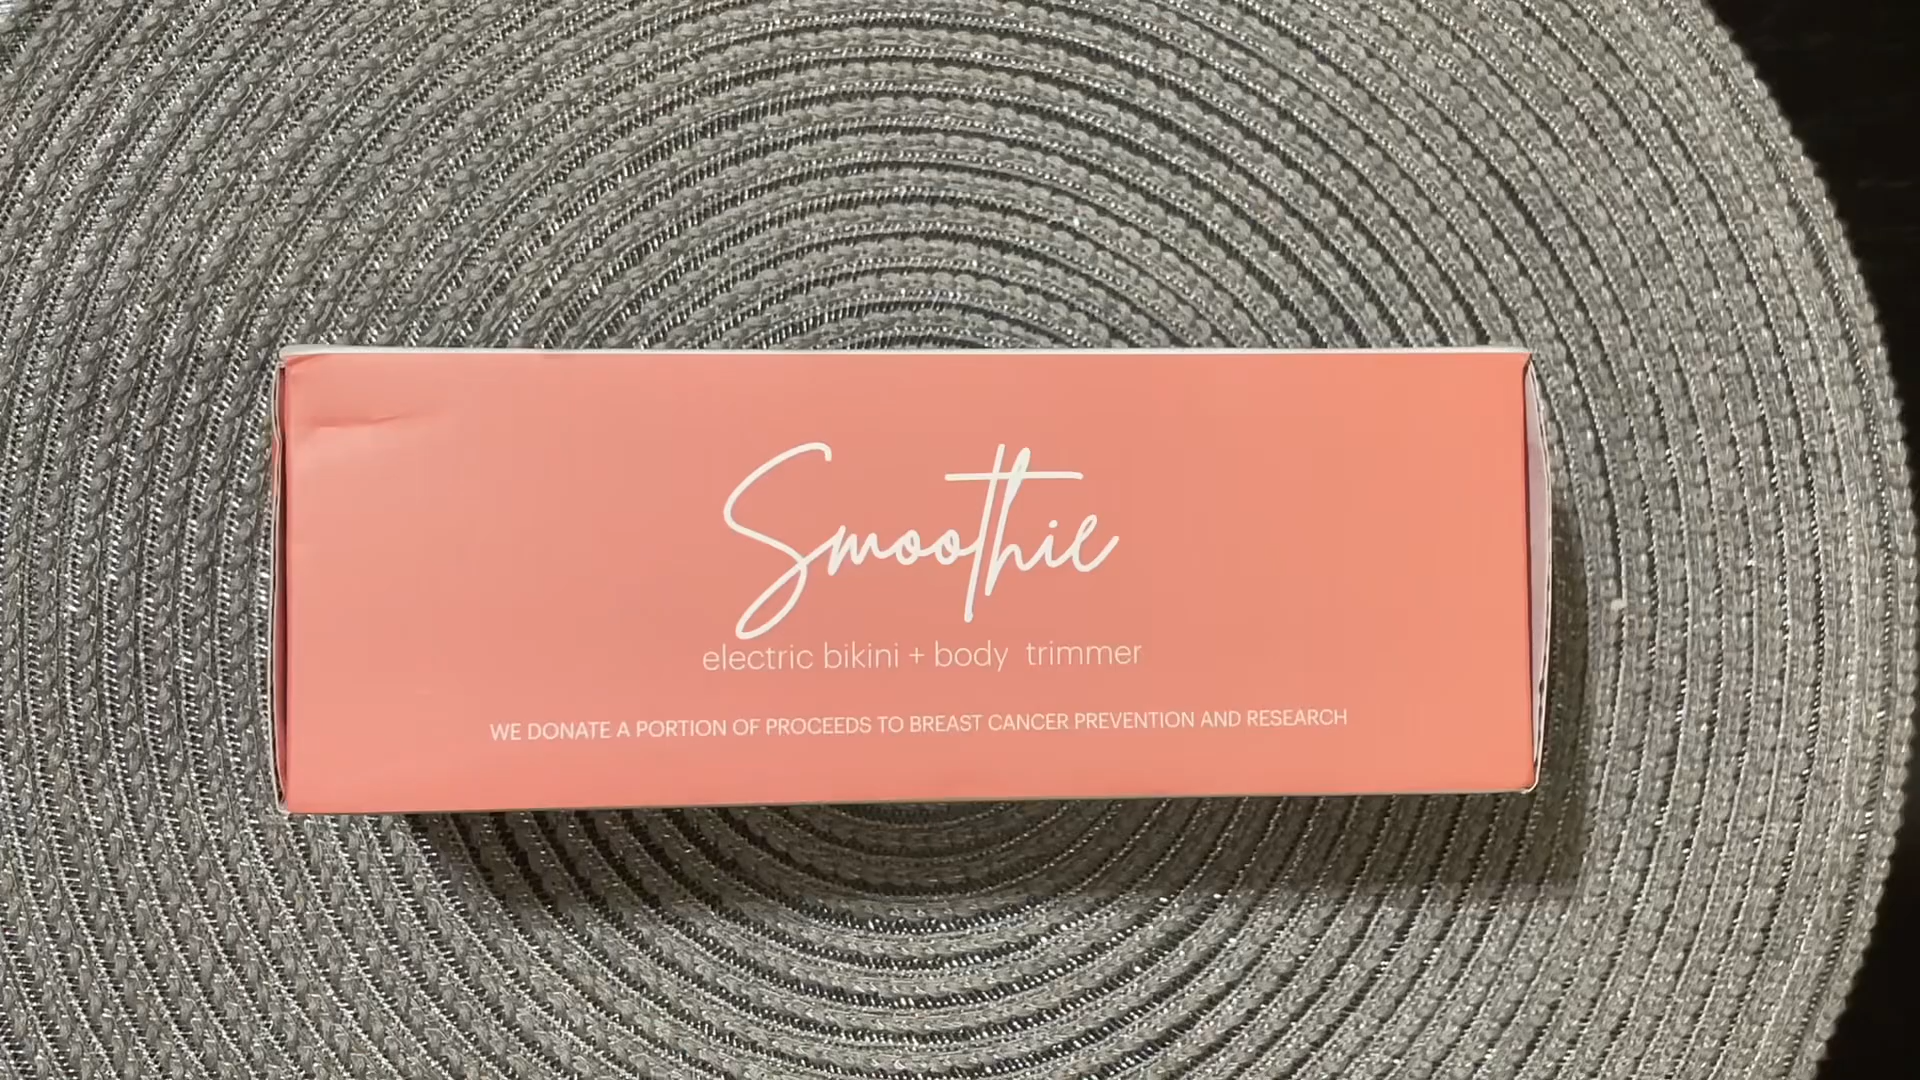 Smoothie
electric bikini + body trimmer
WE DONATE A PORTION OF PROCEEDS TO BREAST CANCER PREVENTION AND RESEARCH